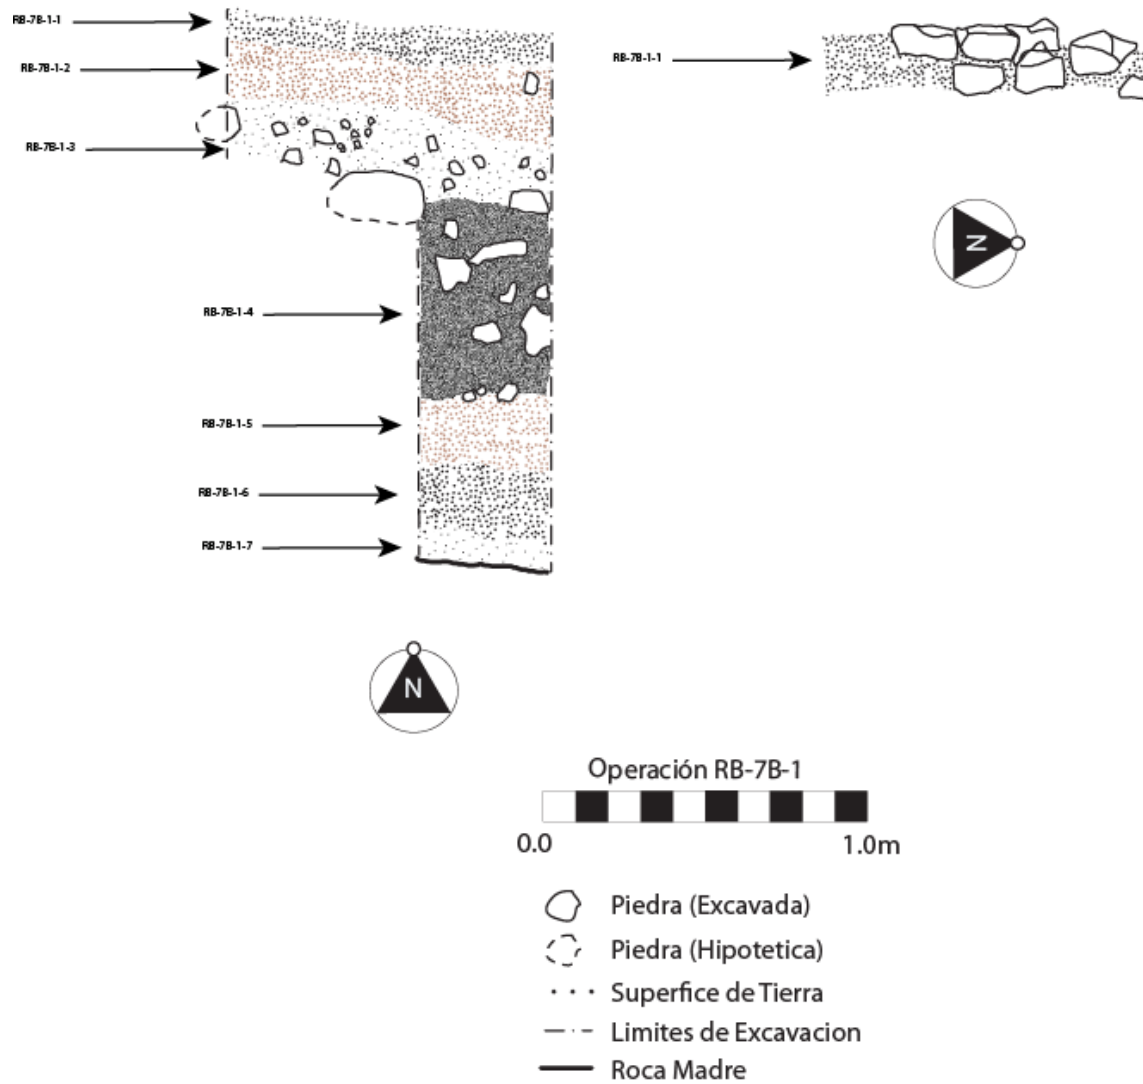 RB-7B-1-1
RB-7B-1-2
RB-7B-1-3
RB-7B-1-4
RB-7B-1-5
RB-7B-1-6
RB-7B-1-7
N
RB-7B-1-1
N
Operación RB-7B-1
0.0 1.0m
Piedra (Excavada)
Piedra (Hipotetica)
Superfice de Tierra
Limites de Excavacion
Roca Madre